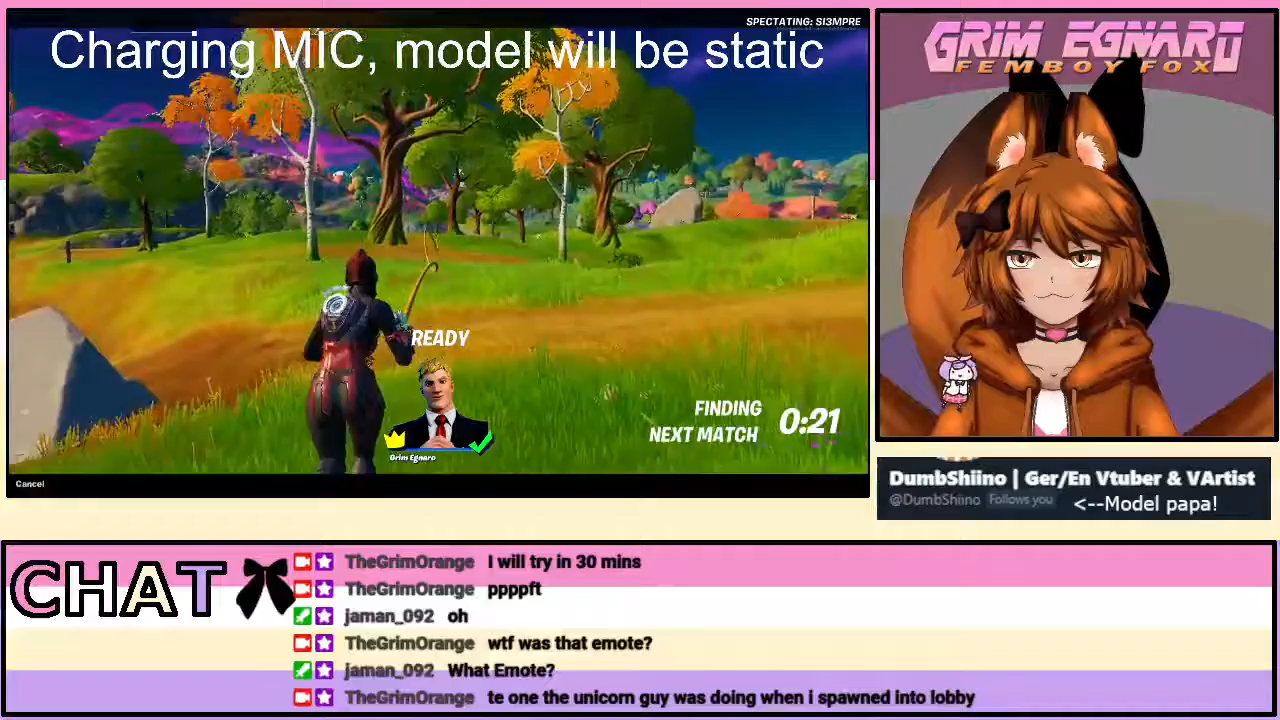 SPECTATING: SI3MPRE
Charging MIC, model will be static
READY
FINDING
NEXT MATCH
0:21
Grim Egnaro
Cancel
GRIM EGNARO
FEMBOY FOX
DumbShiino | Ger/En Vtuber & VArtist
@DumbShiino Follows you
<--Model papa!
CHAT
TheGrimOrange I will try in 30 mins
TheGrimOrange ppppft
jaman_092 oh
TheGrimOrange wtf was that emote?
jaman_092 What Emote?
TheGrimOrange te one the unicorn guy was doing when i spawned into lobby